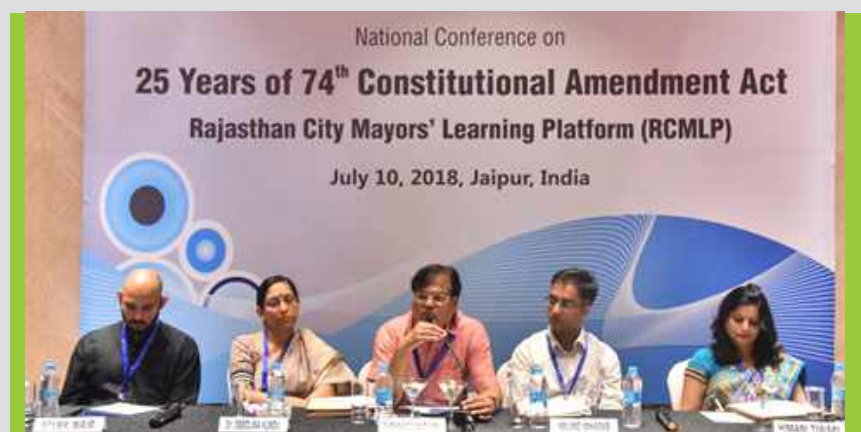 National Conference on
25 Years of 74th Constitutional Amendment Act
Rajasthan City Mayors' Learning Platform (RCMLP)
July 10, 2018, Jaipur, India